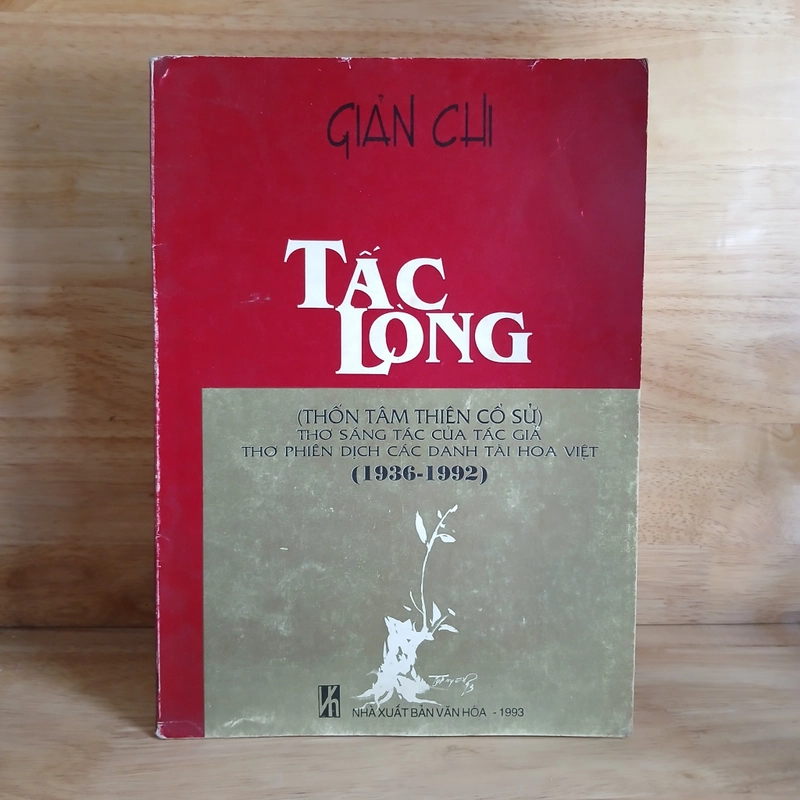 GIẢN CHI
TẤC
LÒNG
(THỐN TÂM THIÊN CỔ SỬ)
THƠ SÁNG TÁC CỦA TÁC GIẢ
THƠ PHIÊN DỊCH CÁC DANH TÀI HOA VIỆT
(1936-1992)
NHÀ XUẤT BẢN VĂN HÓA - 1993